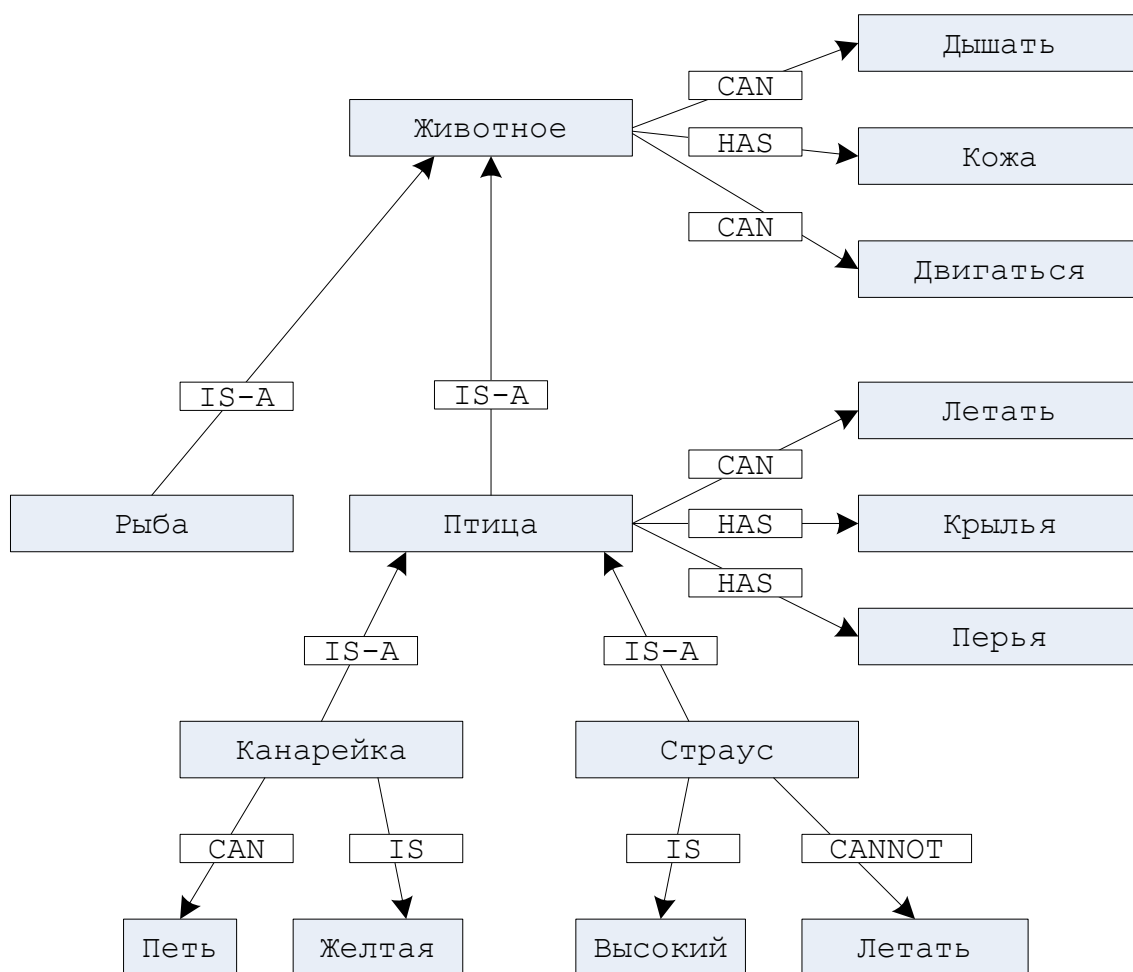 Дышать
CAN
Животное
HAS
Кожа
CAN
Двигаться
IS-A
IS-A
Летать
CAN
Рыба
Птица
HAS
Крылья
HAS
Перья
IS-A
IS-A
Канарейка
Страус
CAN
IS
IS
CANNOT
Петь
Желтая
Высокий
Летать